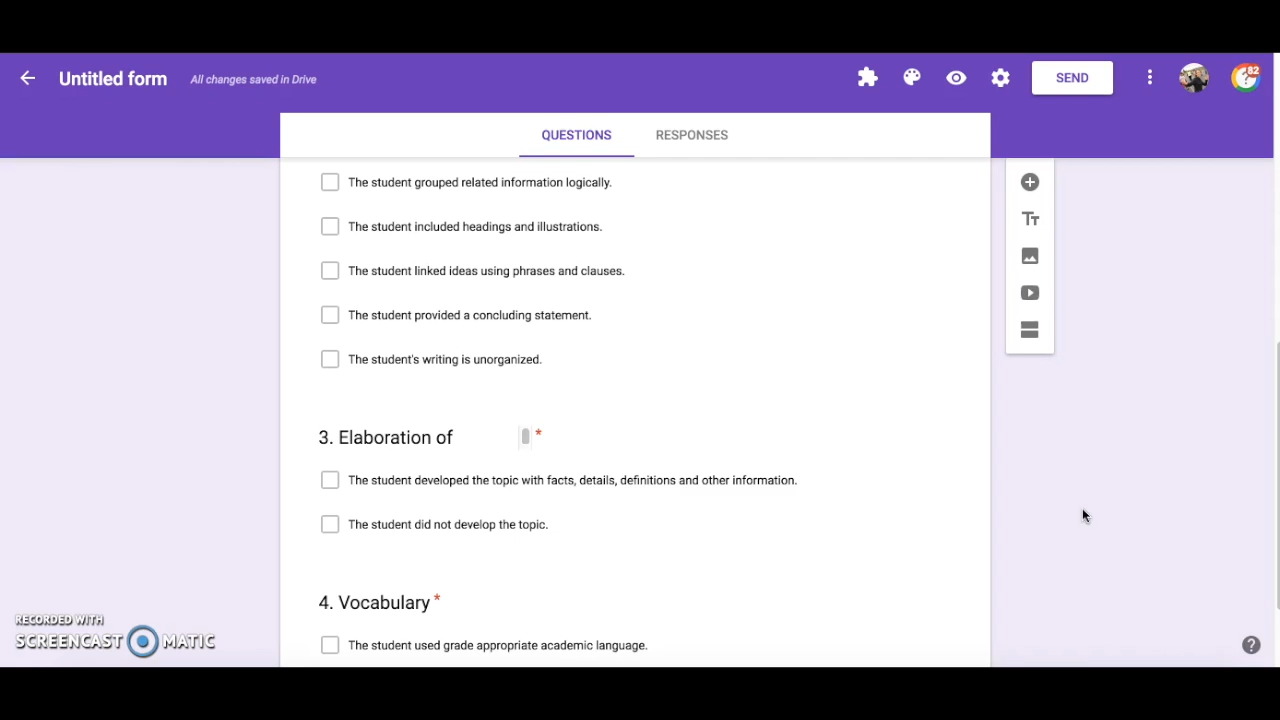 Untitled form
All changes saved in Drive
SEND
82
QUESTIONS
RESPONSES
The student grouped related information logically.
The student included headings and illustrations.
Tт
The student linked ideas using phrases and clauses.
The student provided a concluding statement.
The student's writing is unorganized.
3. Elaboration of *
The student developed the topic with facts, details, definitions and other information.
The student did not develop the topic.
4. Vocabulary *
The student used grade appropriate academic language.
RECORDED WITH
SCREENCAST MATIC